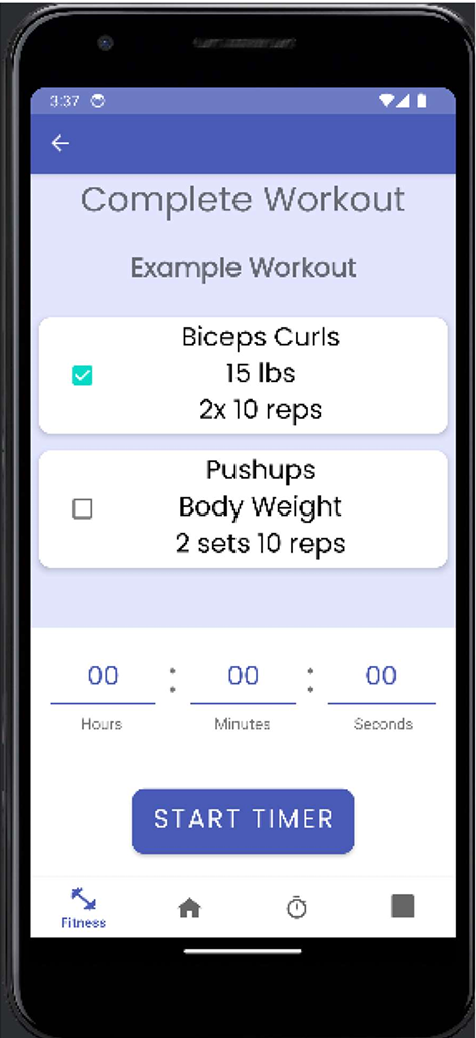 3:37
Complete Workout
Example Workout
Biceps Curls
15 lbs
2x 10 reps
Pushups
Body Weight
2 sets 10 reps
00 : 00 : 00
Hours Minutes Seconds
START TIMER
Fitness